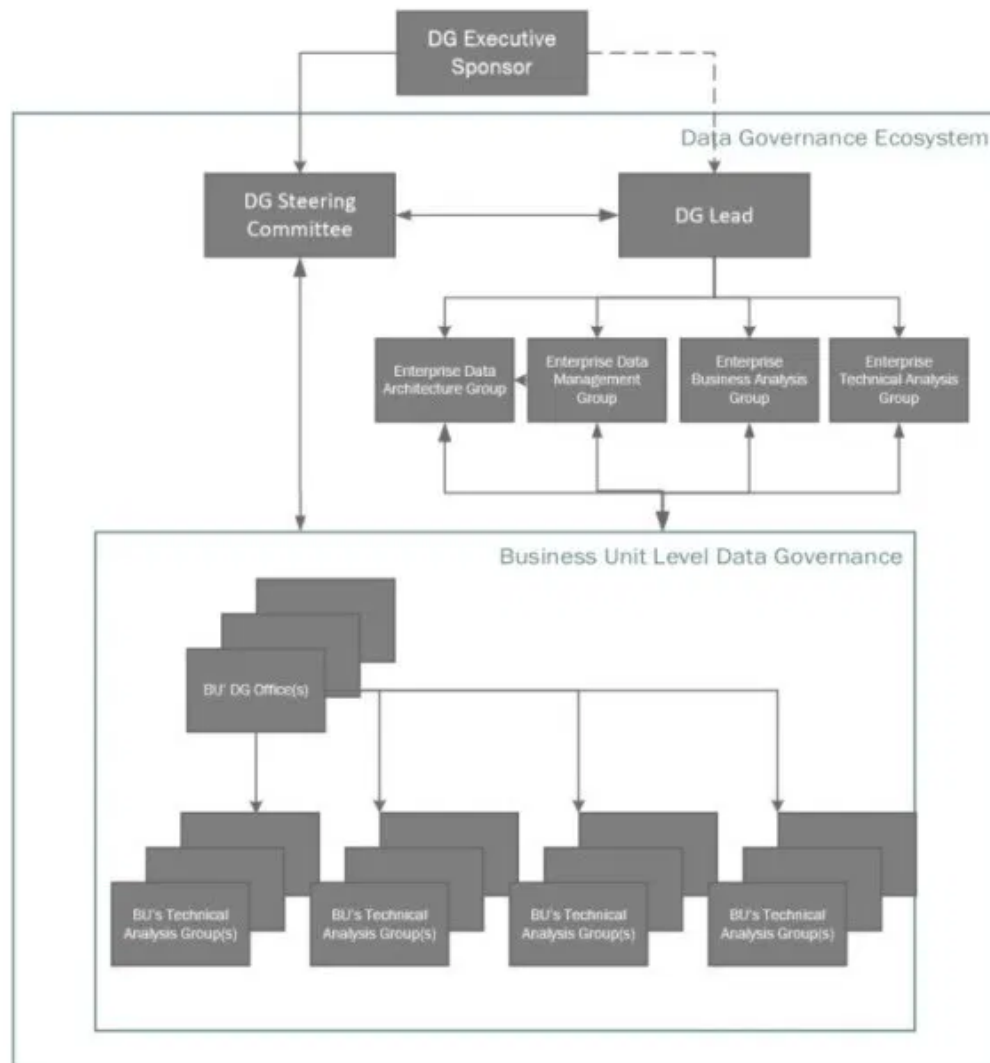 DG Executive
Sponsor
Data Governance Ecosystem
DG Steering
Committee
DG Lead
Enterprise Data
Architecture Group
Enterprise Data
Management
Group
Enterprise
Business Analysis
Group
Enterprise
Technical Analysis
Group
Business Unit Level Data Governance
BU' DG Office(s)
BU's Technical
Analysis Group(s)
BU's Technical
Analysis Group(s)
BU's Technical
Analysis Group(s)
BU's Technical
Analysis Group(s)